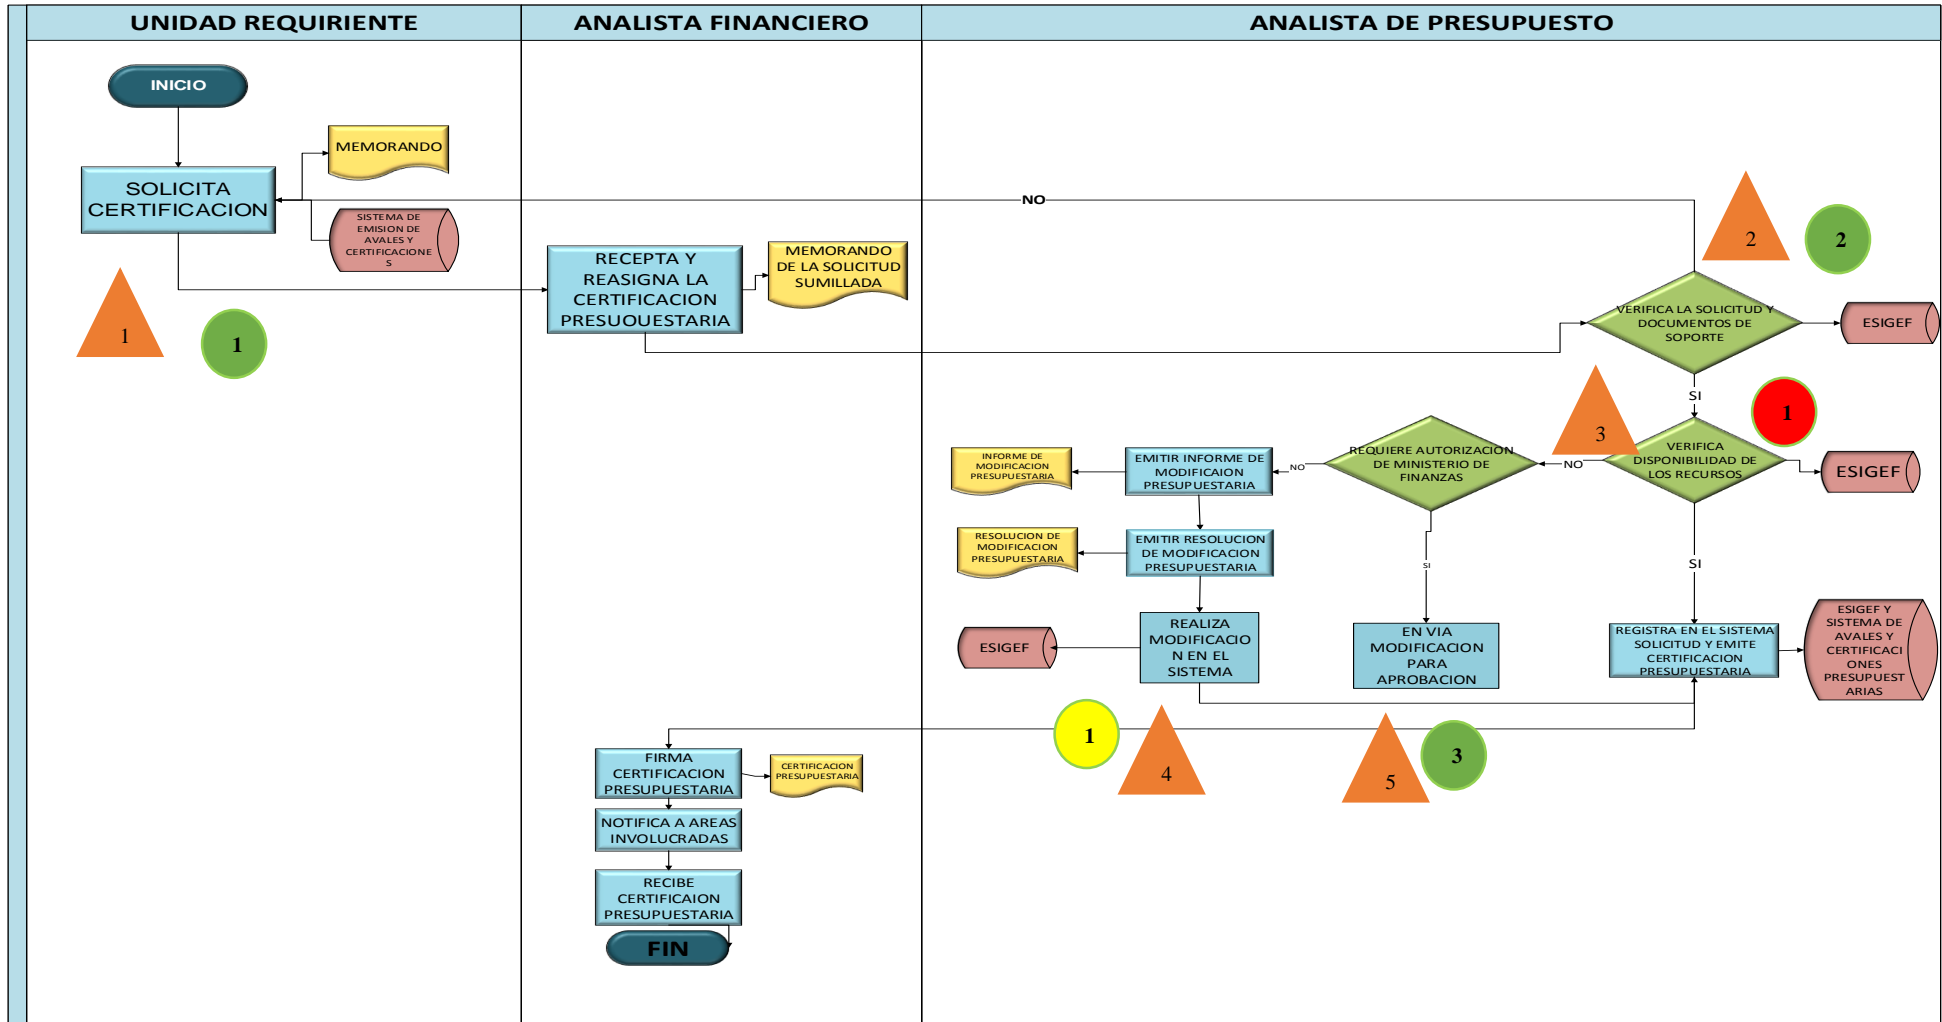 UNIDAD REQUIRIENTE
ANALISTA FINANCIERO
ANALISTA DE PRESUPUESTO
INICIO
MEMORANDO
SOLICITA
CERTIFICACION
SISTEMA DE
EMISION DE
AVALES Y
CERTIFICACIONE
S
1
1
RECEPTA Y
REASIGNA LA
CERTIFICACION
PRESUOUESTARIA
MEMORANDO
DE LA SOLICITUD
SUMILLADA
NO
2
2
VERIFICA LA SOLICITUD Y
DOCUMENTOS DE
SOPORTE
ESIGEF
SI
3
1
VERIFICA
DISPONIBILIDAD DE
LOS RECURSOS
ESIGEF
NO
REQUIERE AUTORIZACION
DE MINISTERIO DE
FINANZAS
NO
EMITIR INFORME DE
MODIFICAION
PRESUPUESTARIA
INFORME DE
MODIFICACION
PRESUPUESTARIA
EMITIR RESOLUCION
DE MODIFICACION
PRESUPUESTARIA
RESOLUCION DE
MODIFICACION
PRESUPUESTARIA
SI
SI
REALIZA
MODIFICACIO
N EN EL
SISTEMA
ESIGEF
EN VIA
MODIFICACION
PARA
APROBACION
REGISTRA EN EL SISTEMA
SOLICITUD Y EMITE
CERTIFICACION
PRESUPUESTARIA
ESIGEF Y
SISTEMA DE
AVALES Y
CERTIFICACI
ONES
PRESUPUEST
ARIAS
1
4
5
3
FIRMA
CERTIFICACION
PRESUPUESTARIA
CERTIFICACION
PRESUPUESTARIA
NOTIFICA A AREAS
INVOLUCRADAS
RECIBE
CERTIFICAION
PRESUPUESTARIA
FIN